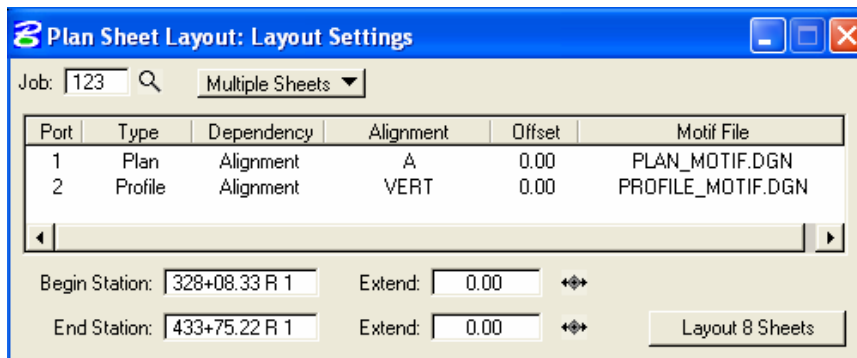 Plan Sheet Layout: Layout Settings
Job: 123 Multiple Sheets
Port Type Dependency Alignment Offset Motif File
1 Plan Alignment A 0.00 PLAN_MOTIF.DGN
2 Profile Alignment VERT 0.00 PROFILE_MOTIF.DGN
Begin Station: 328+08.33 R 1 Extend: 0.00
End Station: 433+75.22 R 1 Extend: 0.00 Layout 8 Sheets